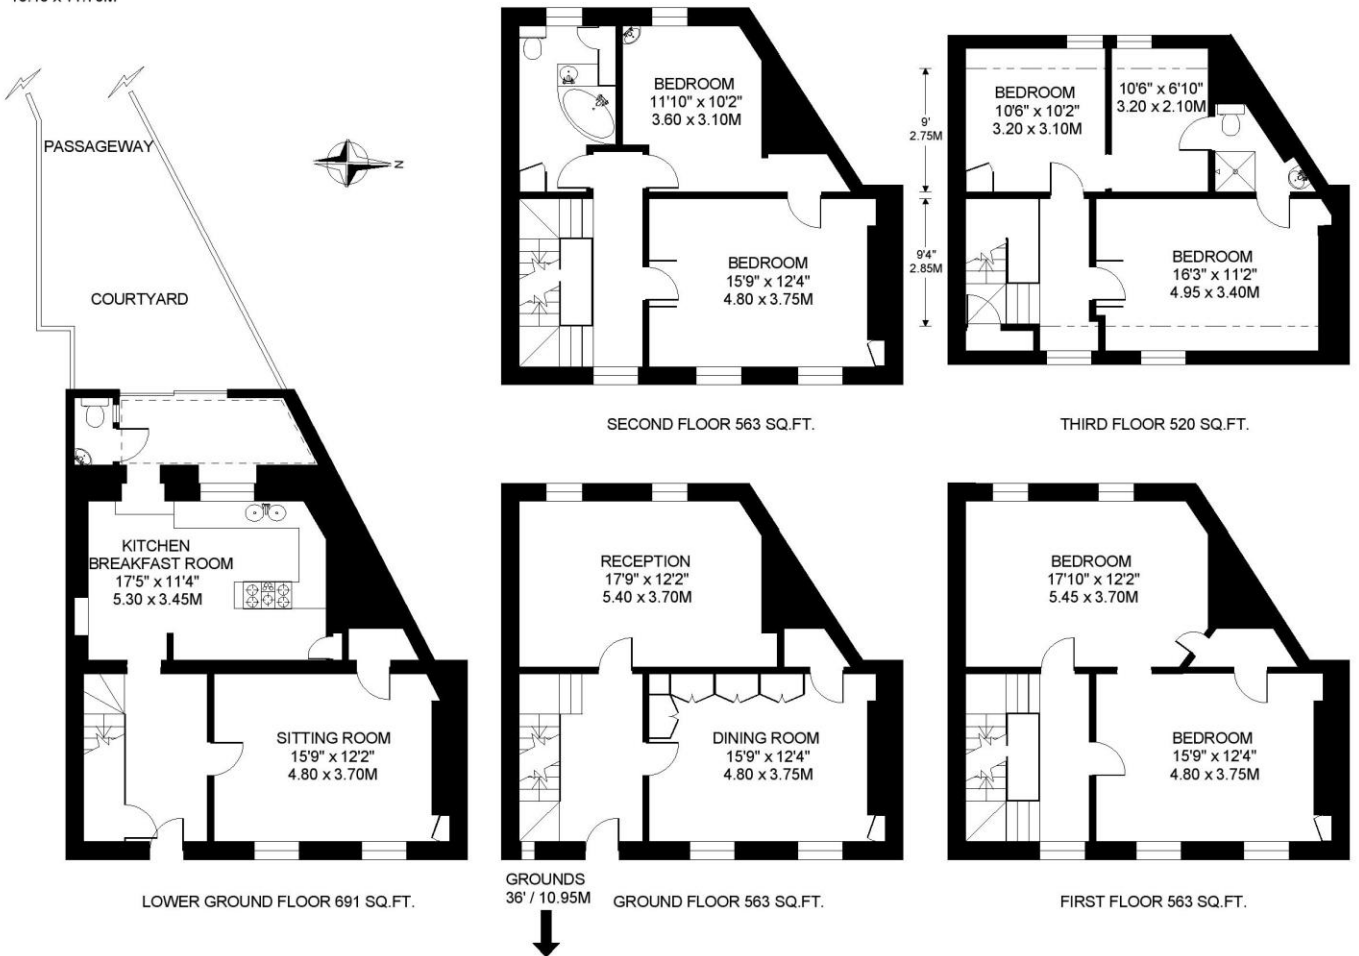 PASSAGEWAY
COURTYARD
N
KITCHEN
BREAKFAST ROOM
17'5" x 11'4"
5.30 x 3.45M
SITTING ROOM
15'9" x 12'2"
4.80 x 3.70M
LOWER GROUND FLOOR 691 SQ.FT.
BEDROOM
11'10" x 10'2"
3.60 x 3.10M
BEDROOM
15'9" x 12'4"
4.80 x 3.75M
SECOND FLOOR 563 SQ.FT.
BEDROOM
10'6" x 10'2"
3.20 x 3.10M
10'6" x 6'10"
3.20 x 2.10M
9'
2.75M
9'4"
2.85M
BEDROOM
16'3" x 11'2"
4.95 x 3.40M
THIRD FLOOR 520 SQ.FT.
RECEPTION
17'9" x 12'2"
5.40 x 3.70M
DINING ROOM
15'9" x 12'4"
4.80 x 3.75M
GROUNDS
36' / 10.95M
GROUND FLOOR 563 SQ.FT.
BEDROOM
17'10" x 12'2"
5.45 x 3.70M
BEDROOM
15'9" x 12'4"
4.80 x 3.75M
FIRST FLOOR 563 SQ.FT.